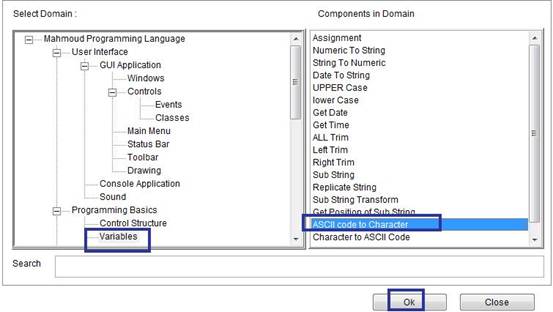 Select Domain :
Components in Domain
Mahmoud Programming Language
User Interface
GUI Application
Windows
Controls
Events
Classes
Main Menu
Status Bar
Toolbar
Drawing
Console Application
Sound
Programming Basics
Control Structure
Variables
Assignment
Numeric To String
String To Numeric
Date To String
UPPER Case
lower Case
Get Date
Get Time
ALL Trim
Left Trim
Right Trim
Sub String
Replicate String
Sub String Transform
Get Position of Sub String
ASCII code to Character
Character to ASCII Code
Search
Ok
Close